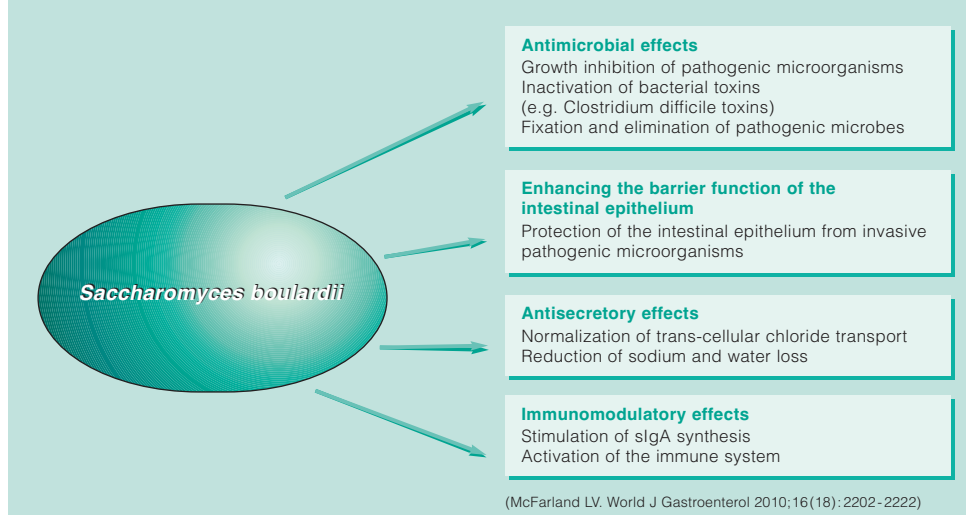 Antimicrobial effects
Growth inhibition of pathogenic microorganisms
Inactivation of bacterial toxins
(e.g. Clostridium difficile toxins)
Fixation and elimination of pathogenic microbes
Enhancing the barrier function of the
intestinal epithelium
Protection of the intestinal epithelium from invasive
pathogenic microorganisms
Saccharomyces boulardii
Antisecretory effects
Normalization of trans-cellular chloride transport
Reduction of sodium and water loss
Immunomodulatory effects
Stimulation of sIgA synthesis
Activation of the immune system
(McFarland LV. World J Gastroenterol 2010;16(18):2202-2222)